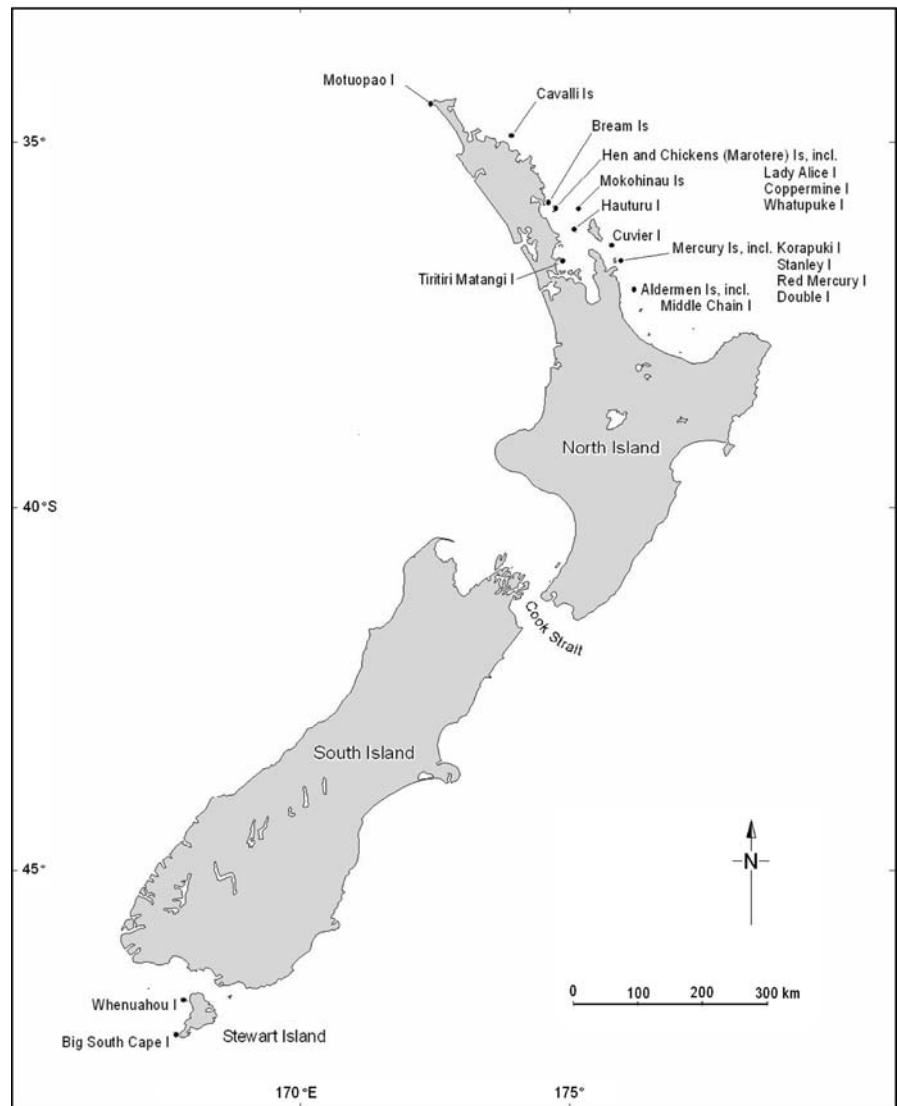 Motuopao I
Cavalli Is
35°
Bream Is
Hen and Chickens (Marotere) Is, incl.
Lady Alice I
Coppermine I
Whatupuke I
Mokohinau Is
Hauturu I
Cuvier I
Mercury Is, incl. Korapuki I
Stanley I
Red Mercury I
Double I
Tiritiri Matangi I
Aldermen Is, incl.
Middle Chain I
North Island
40°S
Cook Strait
South Island
45°
N
0 100 200 300 km
Whenuahou I
Big South Cape I
Stewart Island
170°E
175°